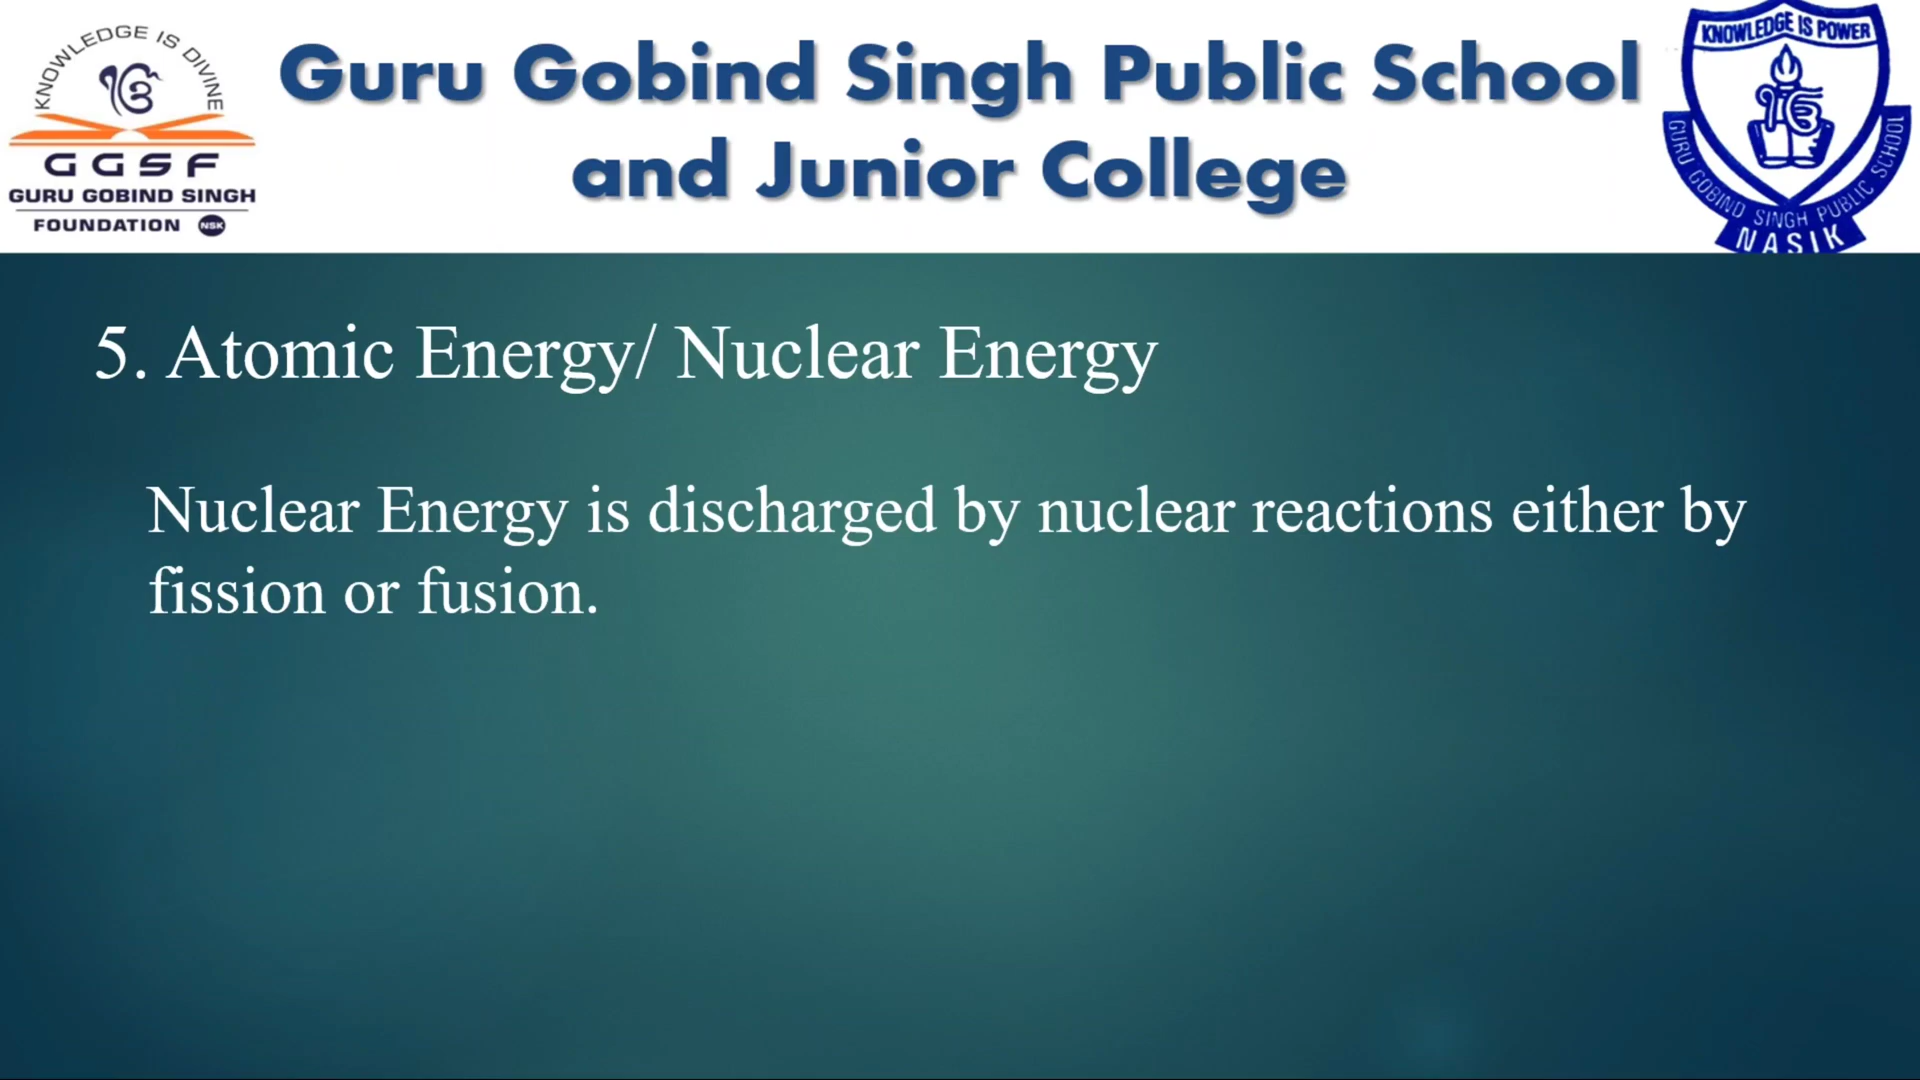 KNOWLEDGE IS DIVINE
GGSF
GURU GOBIND SINGH
FOUNDATION NSK
Guru Gobind Singh Public School
and Junior College
KNOWLEDGE IS POWER
ੴ
GURU GOBIND SINGH PUBLIC SCHOOL
NASIK
5. Atomic Energy/ Nuclear Energy
Nuclear Energy is discharged by nuclear reactions either by
fission or fusion.